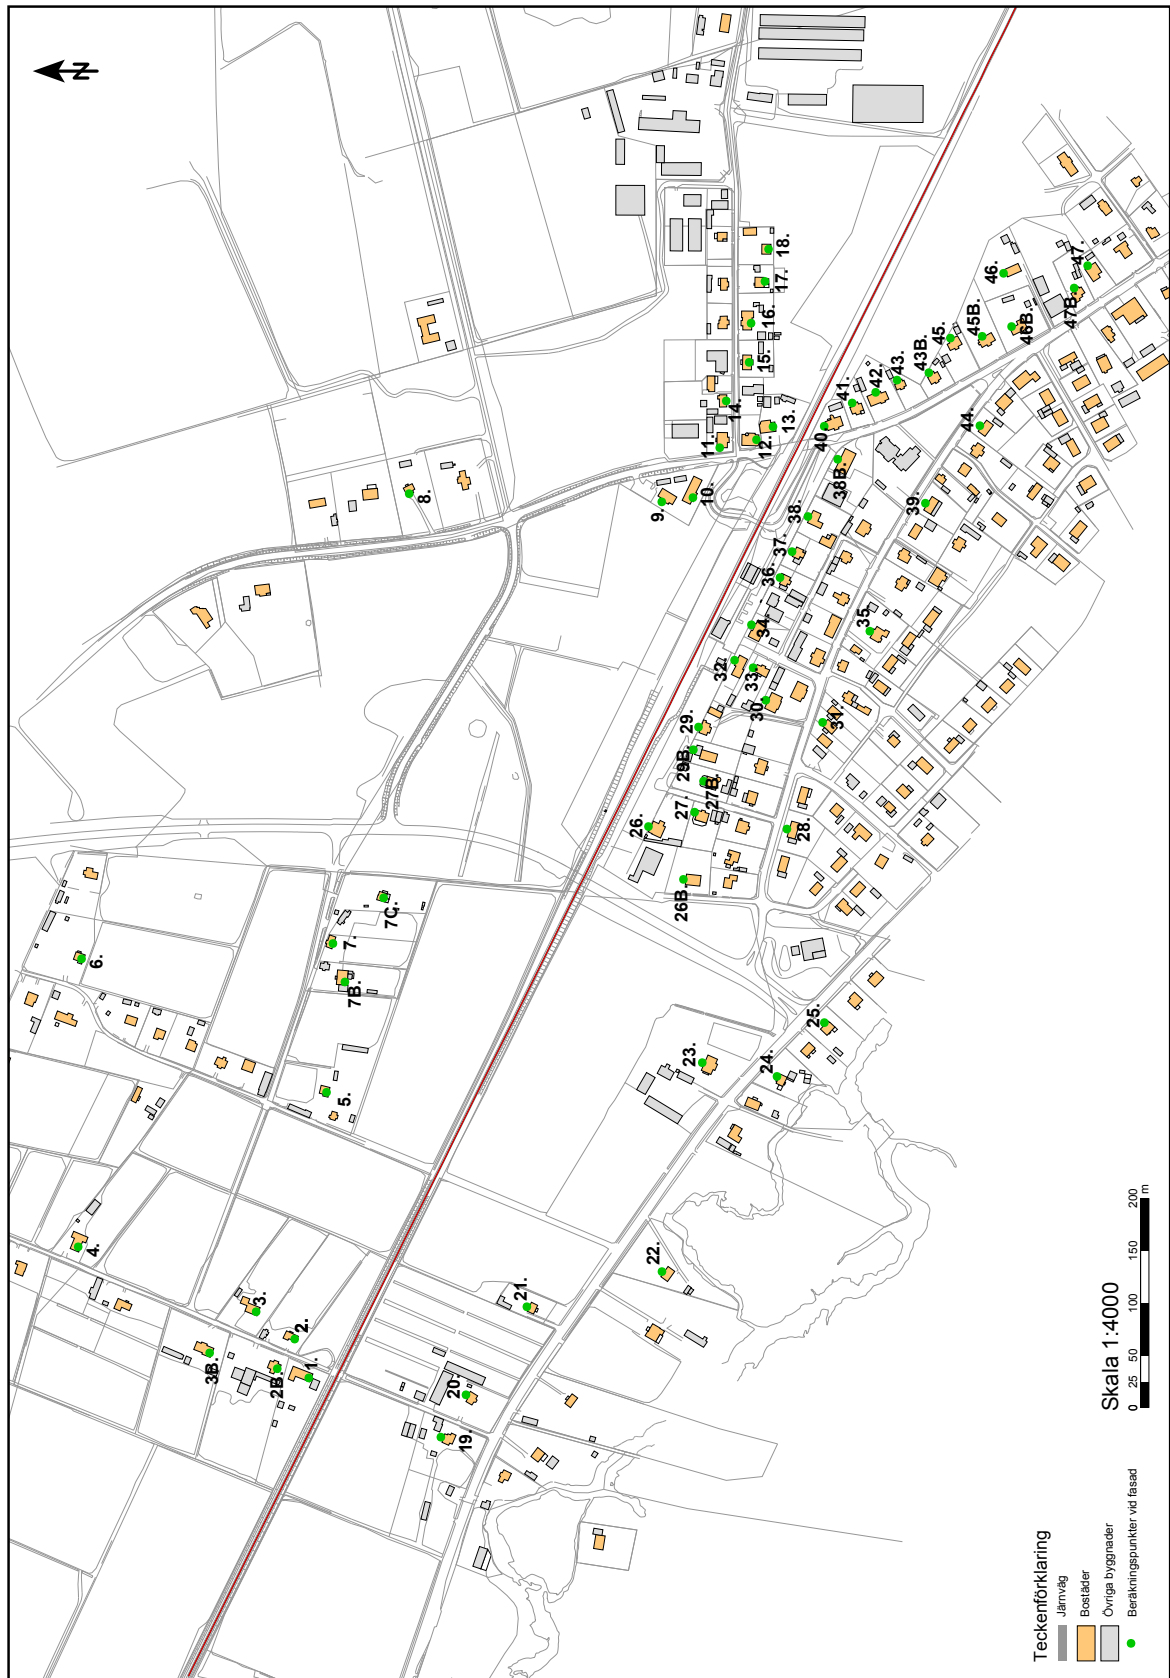 N
4.
3B.
3.
2B.
2.
1.
6.
7B.
7.
7C.
5.
8.
9.
10.
11.
14.
12.
13.
15.
16.
17.
18.
19.
20.
21.
22.
23.
24.
25.
26.
26B.
27.
27B.
28.
29B.
29.
30.
31.
32.
33.
34.
35.
36.
37.
38.
38B.
39.
40
41.
42.
43.
43B.
44.
45.
45B.
46.
46B.
47.
47B.
Skala 1:4000
0 25 50 100 150 200
m
Teckenförklaring
Järnväg
Bostäder
Övriga byggnader
Beräkningspunkter vid fasad